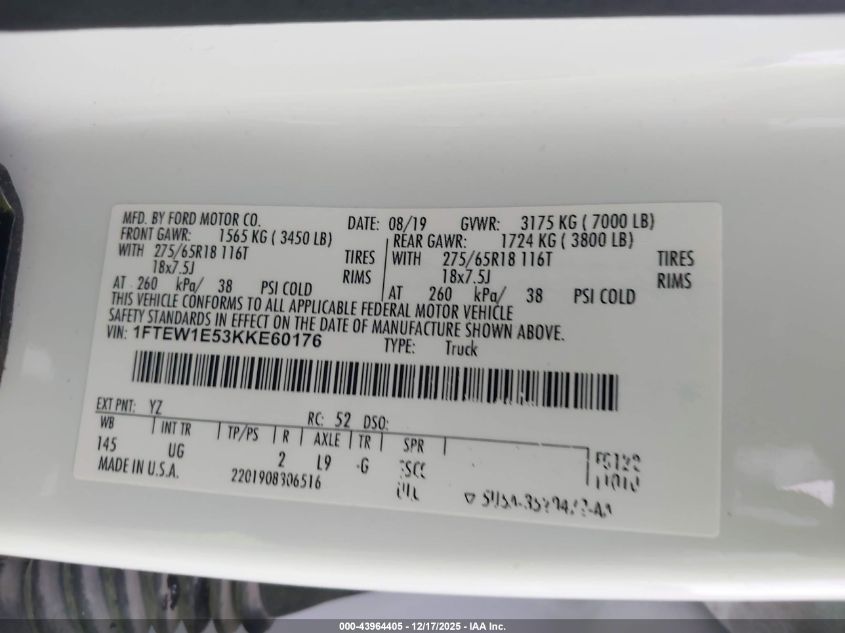 MFD. BY FORD MOTOR CO. DATE: 08/19 GVWR: 3175 KG ( 7000 LB)
FRONT GAWR: 1565 KG ( 3450 LB) REAR GAWR: 1724 KG ( 3800 LB)
WITH 275/65R18 116T TIRES WITH 275/65R18 116T TIRES
18x7.5J RIMS 18x7.5J RIMS
AT 260 kPa/ 38 PSI COLD AT 260 kPa/ 38 PSI COLD
THIS VEHICLE CONFORMS TO ALL APPLICABLE FEDERAL MOTOR VEHICLE
SAFETY STANDARDS IN EFFECT ON THE DATE OF MANUFACTURE SHOWN ABOVE.
VIN: 1FTEW1E53KKE60176 TYPE: Truck
EXT PNT: YZ RC: 52 DSO:
WB INT TR TP/PS R AXLE TR SPR
145 UG 2 L9 G
MADE IN U.S.A. 2201908306516
000-43964405 - 12/17/2025 - IAA Inc.